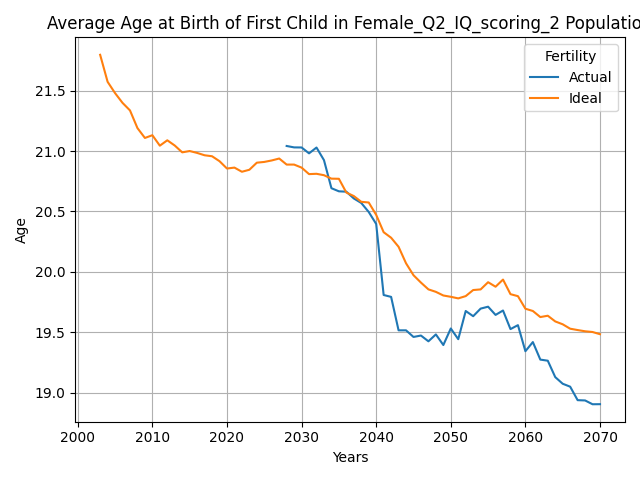 Average Age at Birth of First Child in Female_Q2_IQ_scoring_2 Populatio
Fertility
Actual
Ideal
21.5
21.0
20.5
20.0
19.5
19.0
Age
2000 2010 2020 2030 2040 2050 2060 2070
Years